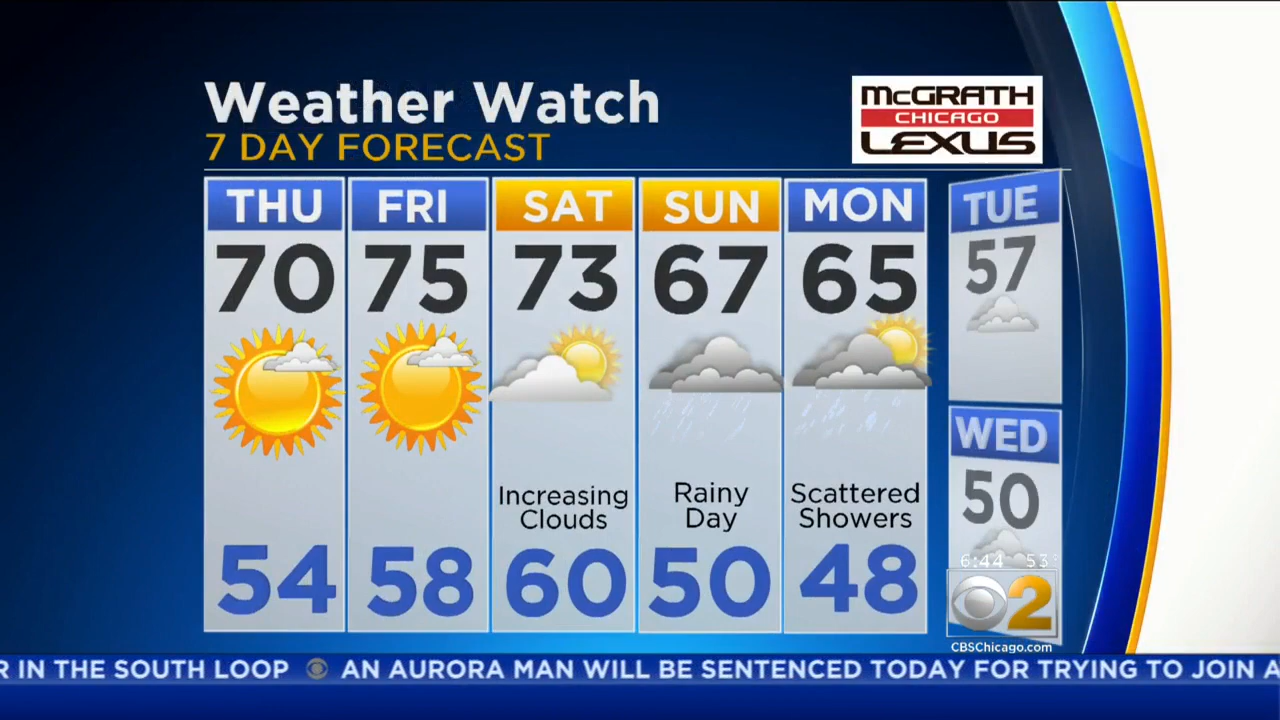 Weather Watch
7 DAY FORECAST
McGRATH
CHICAGO
LEXUS
THU FRI SAT SUN MON TUE
70 75 73 67 65 57
WED
50
Increasing
Clouds
Rainy
Day
Scattered
Showers
54 58 60 50 48
6:44 53°
2
CBSChicago.com
R IN THE SOUTH LOOP AN AURORA MAN WILL BE SENTENCED TODAY FOR TRYING TO JOIN A